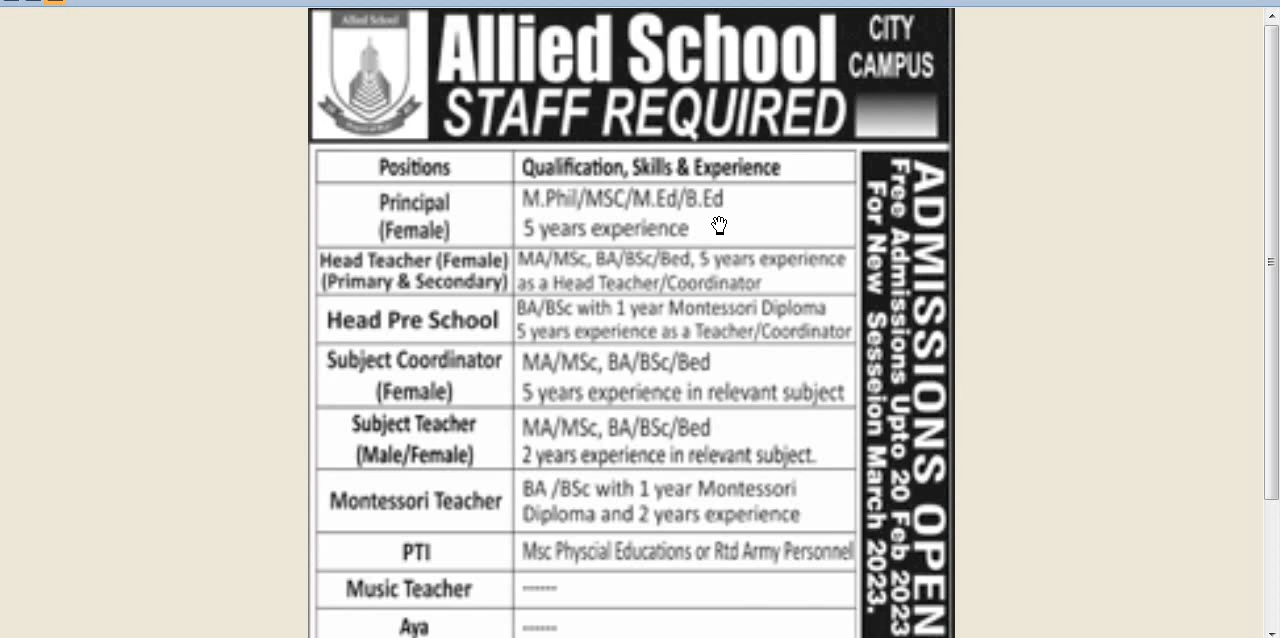 Allied School
Allied School
CITY
CAMPUS
STAFF REQUIRED
Positions
Qualification, Skills & Experience
Principal
(Female)
M.Phil/MSC/M.Ed/B.Ed
5 years experience
Head Teacher (Female)
(Primary & Secondary)
MA/MSc, BA/BSc/Bed, 5 years experience
as a Head Teacher/Coordinator
Head Pre School
BA/BSc with 1 year Montessori Diploma
5 years experience as a Teacher/Coordinator
Subject Coordinator
(Female)
MA/MSc, BA/BSc/Bed
5 years experience in relevant subject
Subject Teacher
(Male/Female)
MA/MSc, BA/BSc/Bed
2 years experience in relevant subject.
Montessori Teacher
BA /BSc with 1 year Montessori
Diploma and 2 years experience
PTI
Msc Physcial Educations or Rtd Army Personnel
Music Teacher
------
Aya
------
ADMISSIONS OPEN
Free Admissions Upto 20 Feb 2023
For New Sesseion March 2023.